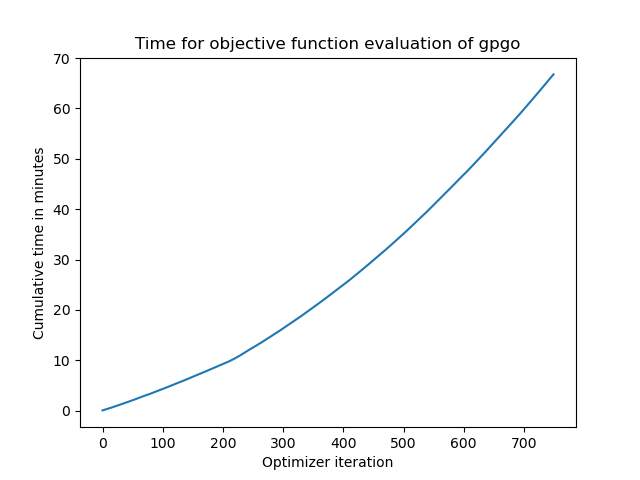 Time for objective function evaluation of gpgo
70
60
50
40
30
20
10
0
Cumulative time in minutes
0 100 200 300 400 500 600 700
Optimizer iteration